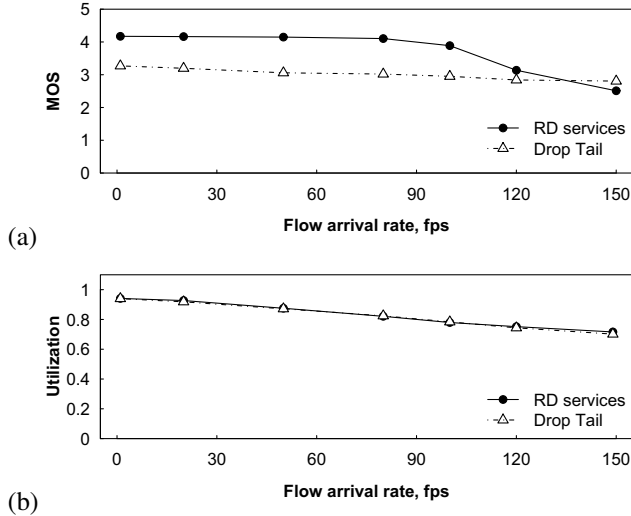 5
4
3
2
1
0
MOS
0 30 60 90 120 150
Flow arrival rate, fps
RD services
Drop Tail
(a)
1
0.8
0.6
0.4
0.2
0
Utilization
0 30 60 90 120 150
Flow arrival rate, fps
RD services
Drop Tail
(b)